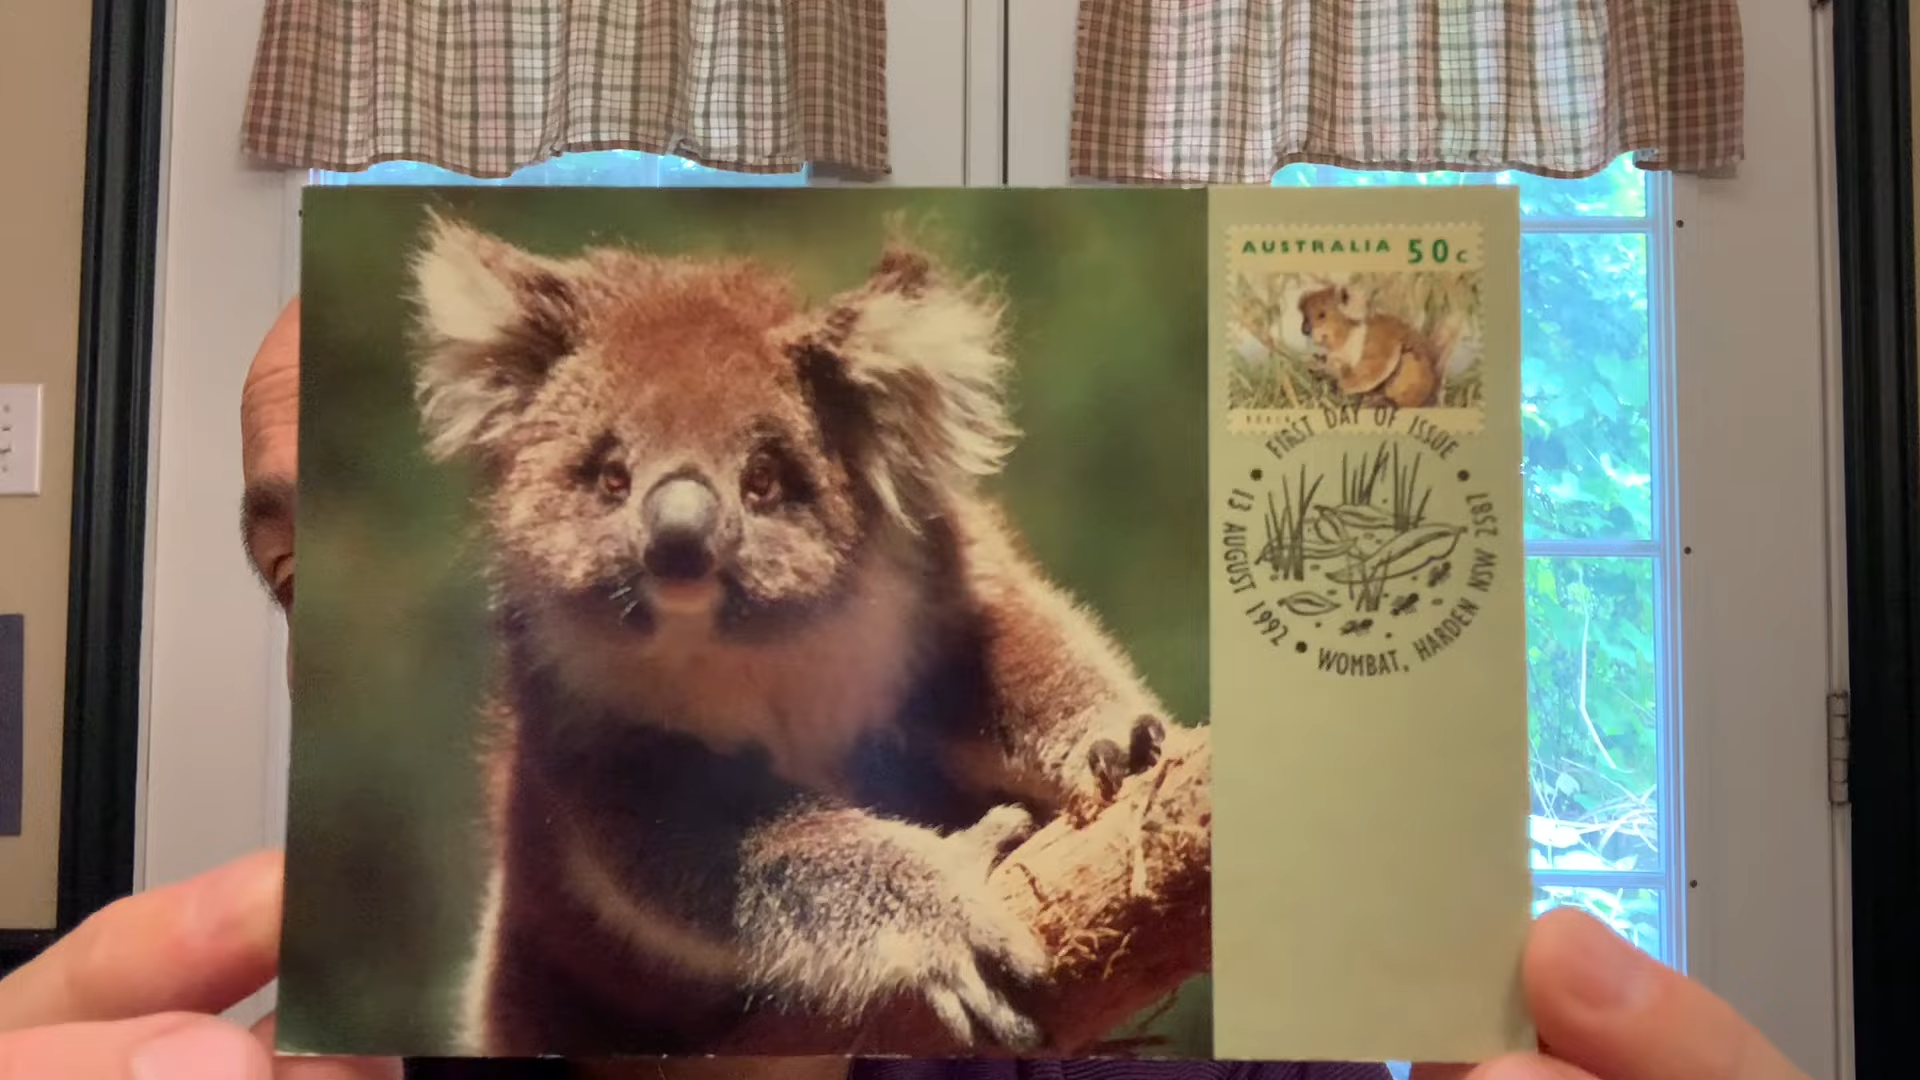 AUSTRALIA 50c
FIRST DAY OF ISSUE
13 AUGUST 1992
WOMBAT, HARDEN NSW 2587